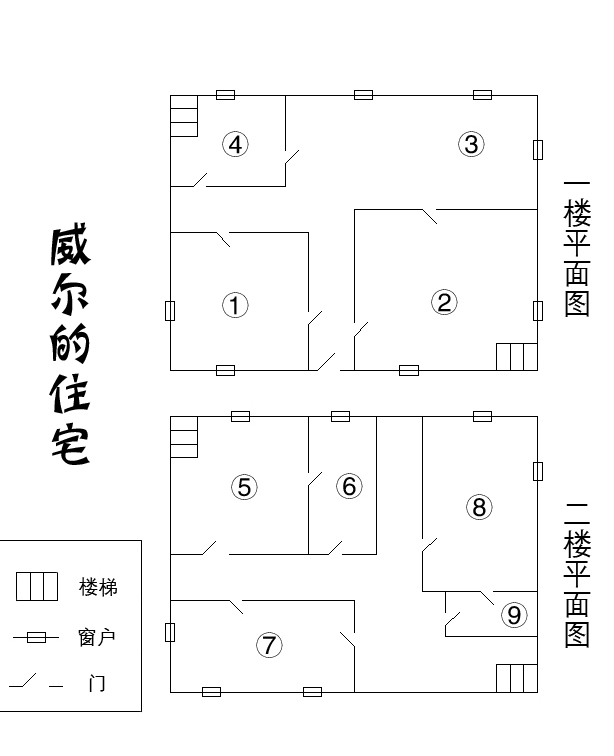 威尔的住宅
④
③
①
②
一楼平面图
⑤
⑥
⑧
⑨
⑦
二楼平面图
楼梯
窗户
门